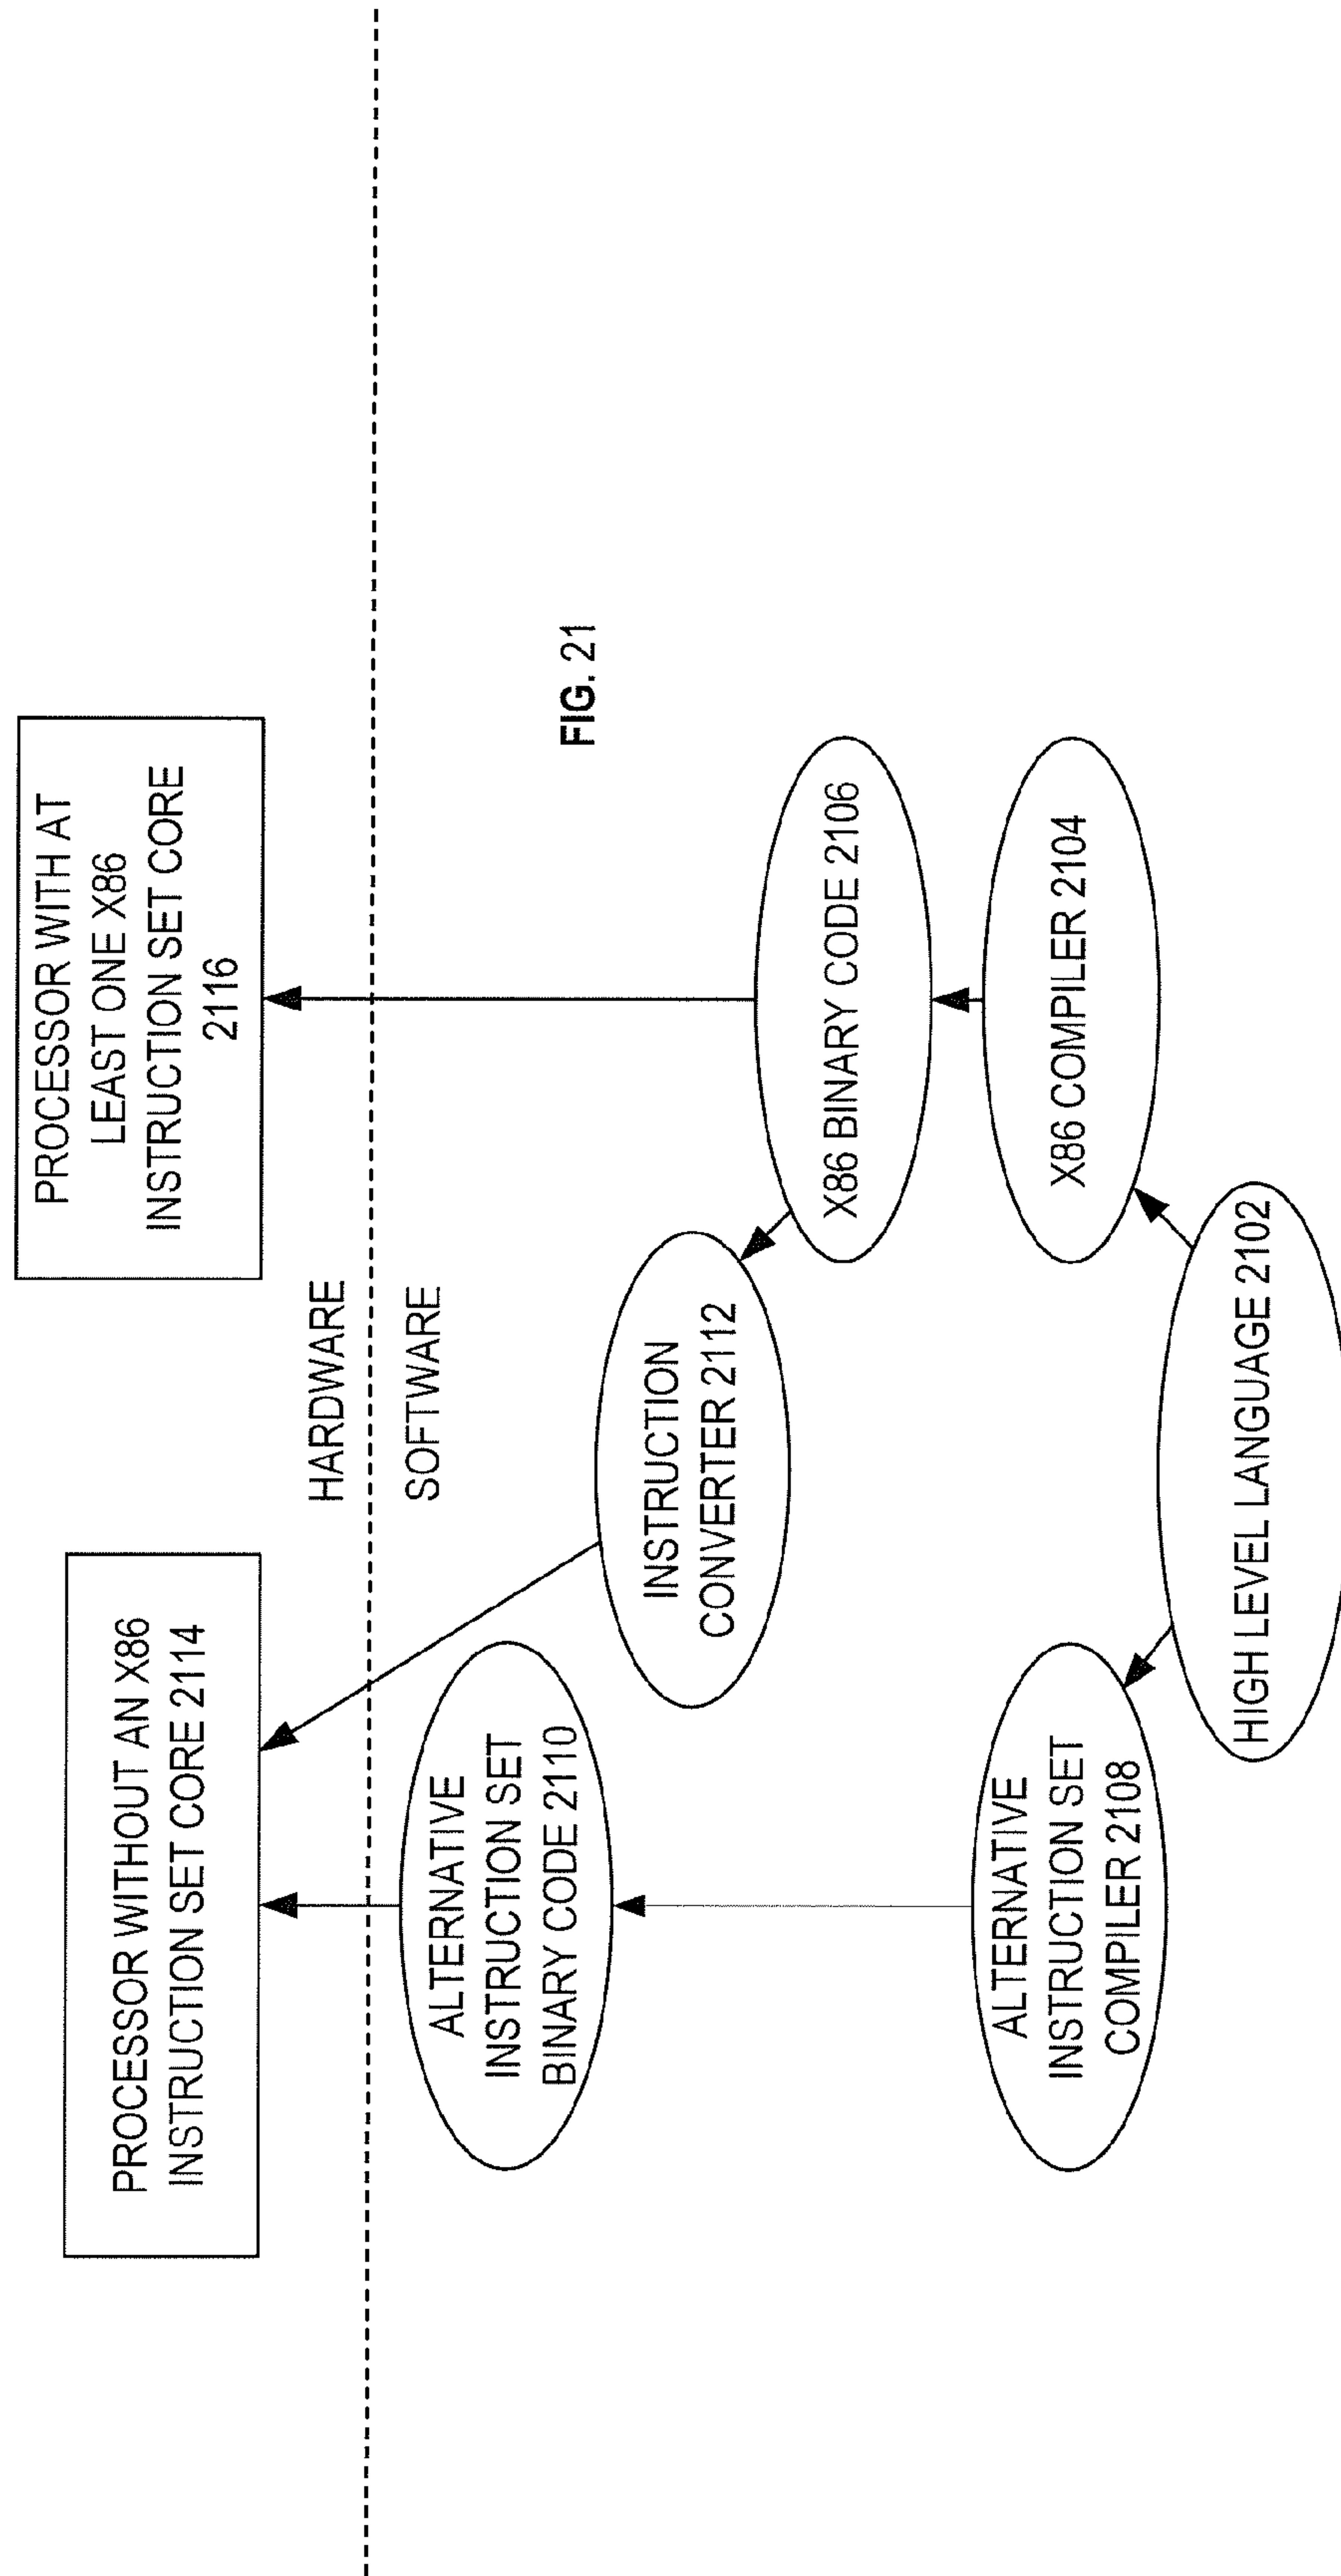 PROCESSOR WITHOUT AN X86
INSTRUCTION SET CORE 2114
PROCESSOR WITH AT
LEAST ONE X86
INSTRUCTION SET CORE
2116
HARDWARE
SOFTWARE
ALTERNATIVE
INSTRUCTION SET
BINARY CODE 2110
INSTRUCTION
CONVERTER 2112
FIG. 21
X86 BINARY CODE 2106
ALTERNATIVE
INSTRUCTION SET
COMPILER 2108
X86 COMPILER 2104
HIGH LEVEL LANGUAGE 2102